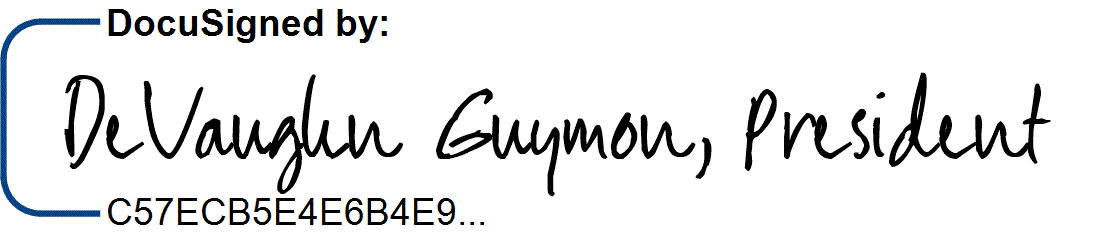 DocuSigned by:
DeVaughn Guymon, President
C57ECB5E4E6B4E9...